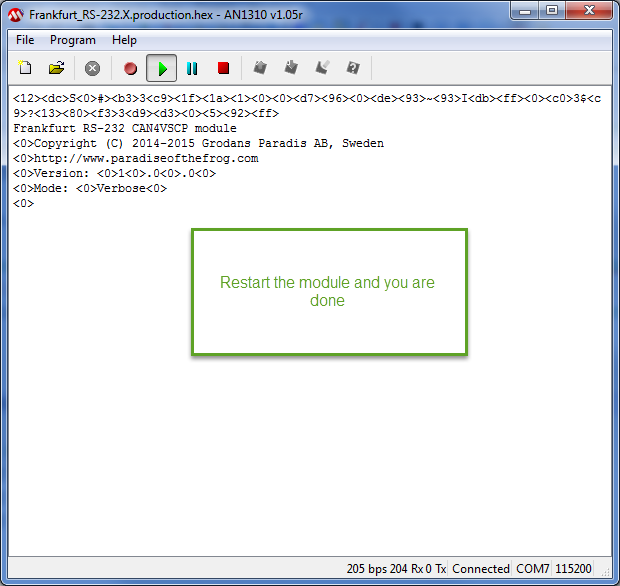 Frankfurt_RS-232.X.production.hex - AN1310 v1.05r
File Program Help
<12><dc>S<0>#><b3>3<c9><1f><1a><1><0><0><d7><96><0><de><93>~<93>I<db><ff><0><c0>3$<c
9>?<13><80><f3><9d><d3><0><5><92><ff>
Frankfurt RS-232 CAN4VSCP module
<0>Copyright (C) 2014-2015 Grodans Paradis AB, Sweden
<0>http://www.paradiseofthefrog.com
<0>Version: <0>1<0>.0<0>.0<0>
<0>Mode: <0>Verbose<0>
<0>
Restart the module and you are
done
205 bps 204 Rx 0 Tx Connected COM7 115200